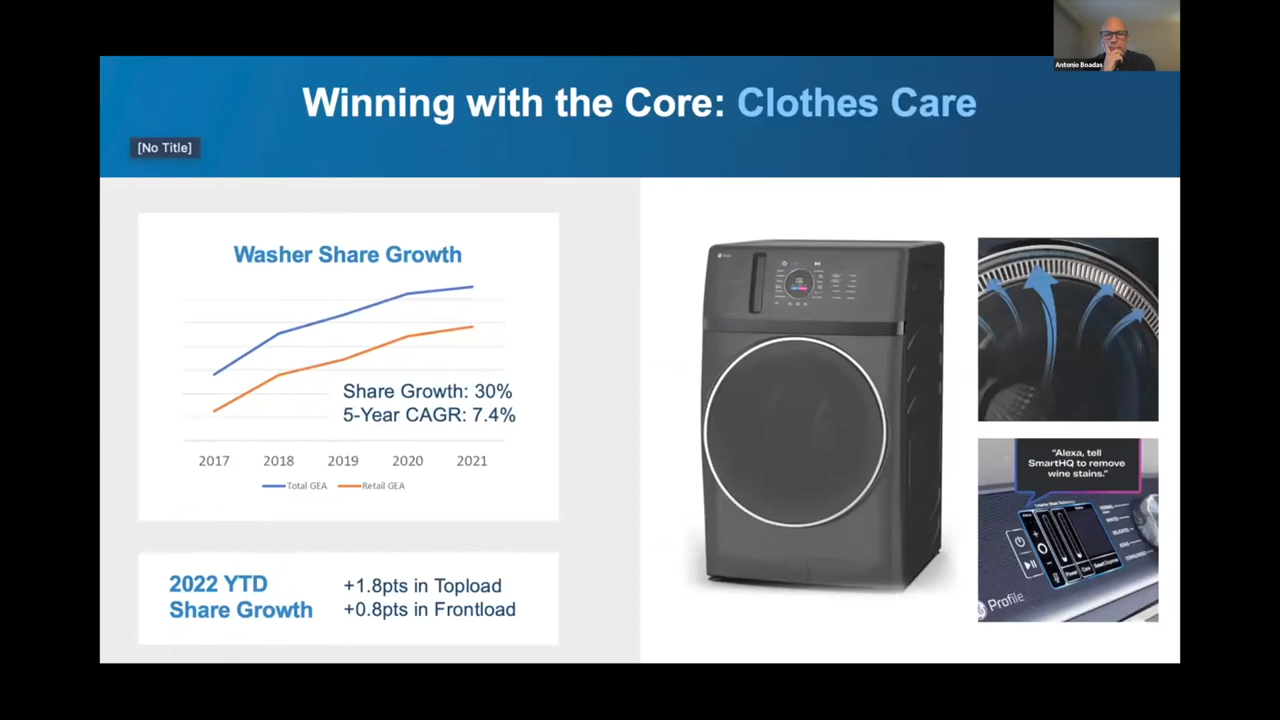 Antonio Boadas
Winning with the Core: Clothes Care
[No Title]
Washer Share Growth
Share Growth: 30%
5-Year CAGR: 7.4%
2017 2018 2019 2020 2021
Total GEA Retail GEA
2022 YTD
Share Growth
+1.8pts in Topload
+0.8pts in Frontload
"Alexa, tell
SmartHQ to remove
wine stains."
Profile